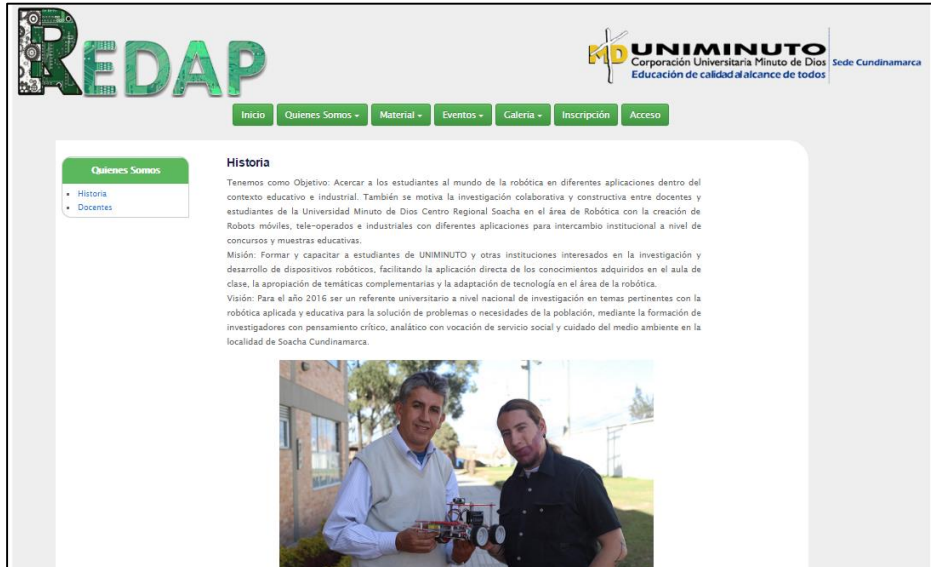 REDAP
UNIMINUTO
Corporación Universitaria Minuto de Dios
Educación de calidad al alcance de todos
Sede Cundinamarca
Inicio Quienes Somos Material Eventos Galeria Inscripción Acceso
Quienes Somos
Historia
Docentes
Historia
Tenemos como Objetivo: Acercar a los estudiantes al mundo de la robótica en diferentes aplicaciones dentro del
contexto educativo e industrial. También se motiva la investigación colaborativa y constructiva entre docentes y
estudiantes de la Universidad Minuto de Dios Centro Regional Soacha en el área de Robótica con la creación de
Robots móviles, tele-operados e industriales con diferentes aplicaciones para intercambio institucional a nivel de
concursos y muestras educativas.
Misión: Formar y capacitar a estudiantes de UNIMINUTO y otras instituciones interesados en la investigación y
desarrollo de dispositivos robóticos, facilitando la aplicación directa de los conocimientos adquiridos en el aula de
clase, la apropiación de temáticas complementarias y la adaptación de tecnología en el área de la robótica.
Visión: Para el año 2016 ser un referente universitario a nivel nacional de investigación en temas pertinentes con la
robótica aplicada y educativa para la solución de problemas o necesidades de la población, mediante la formación de
investigadores con pensamiento crítico, analático con vocación de servicio social y cuidado del medio ambiente en la
localidad de Soacha Cundinamarca.